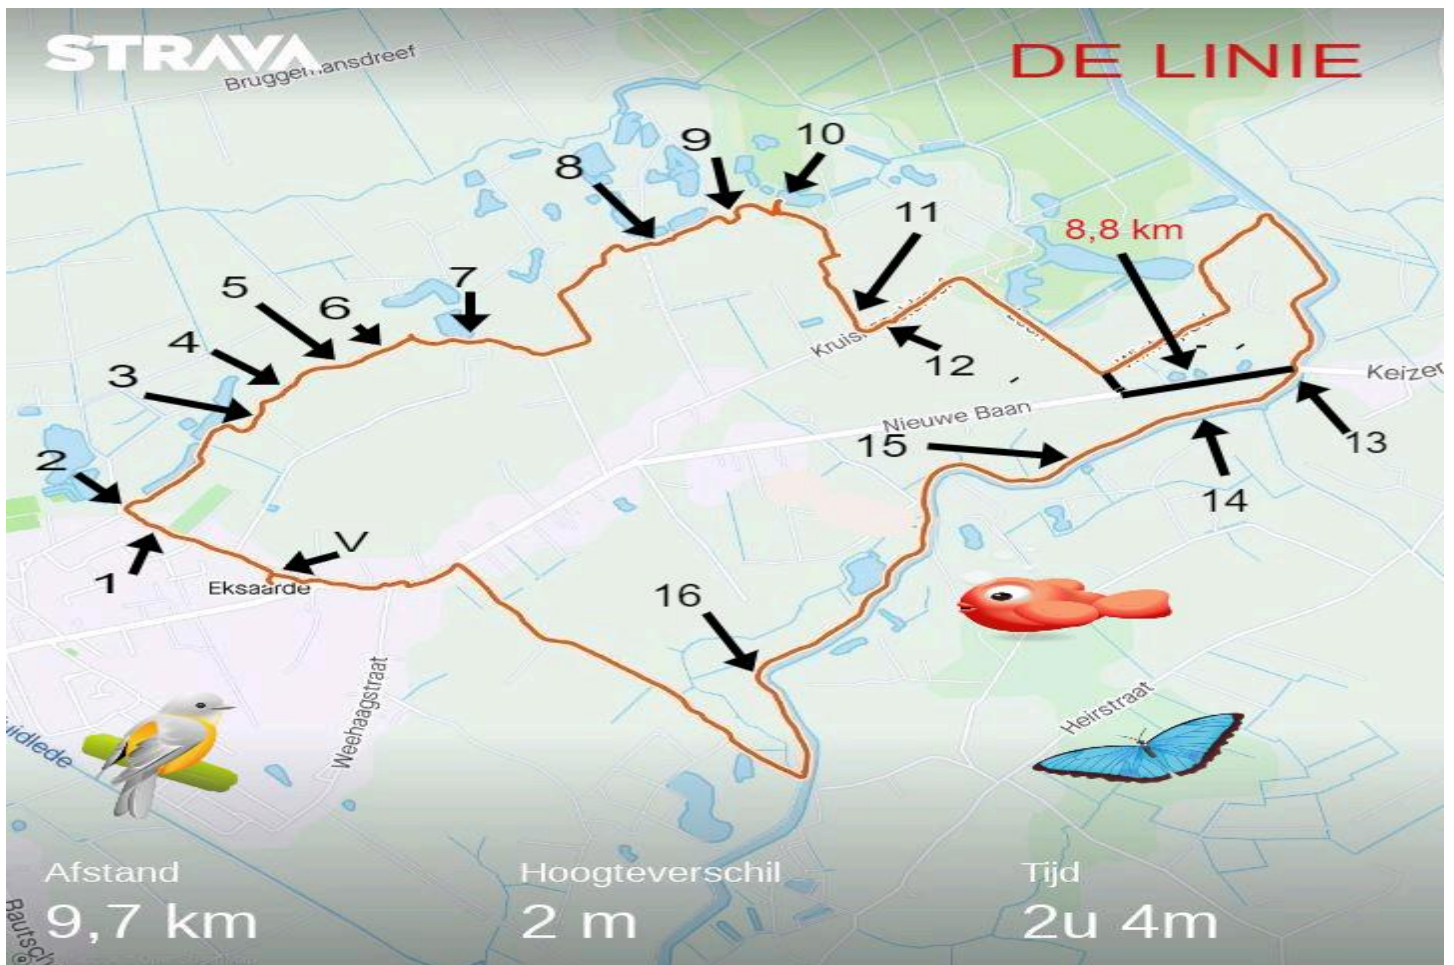 STRAVA
DE LINIE
Bruggemansdreef
9
10
8
11
8,8 km
7
5
6
4
3
12
Keizer
Nieuwe Baan
15
13
2
14
V
1
Eksaarde
16
Heirstraat
Weehaagstraat
uidlede
Afstand
Hoogteverschil
Tijd
9,7 km
2 m
2u 4m